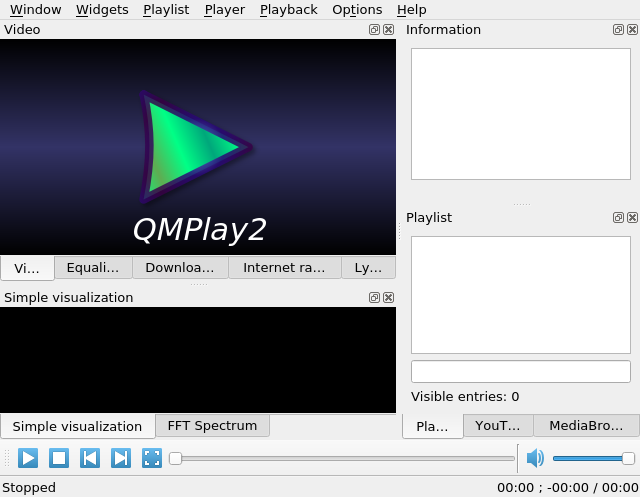 Window Widgets Playlist Player Playback Options Help
Video
Information
QMPlay2
Vi... Equali... Downloa... Internet ra... Ly...
Playlist
Simple visualization
Visible entries: 0
Simple visualization FFT Spectrum
Pla... YouT... MediaBro...
Stopped
00:00 ; -00:00 / 00:00